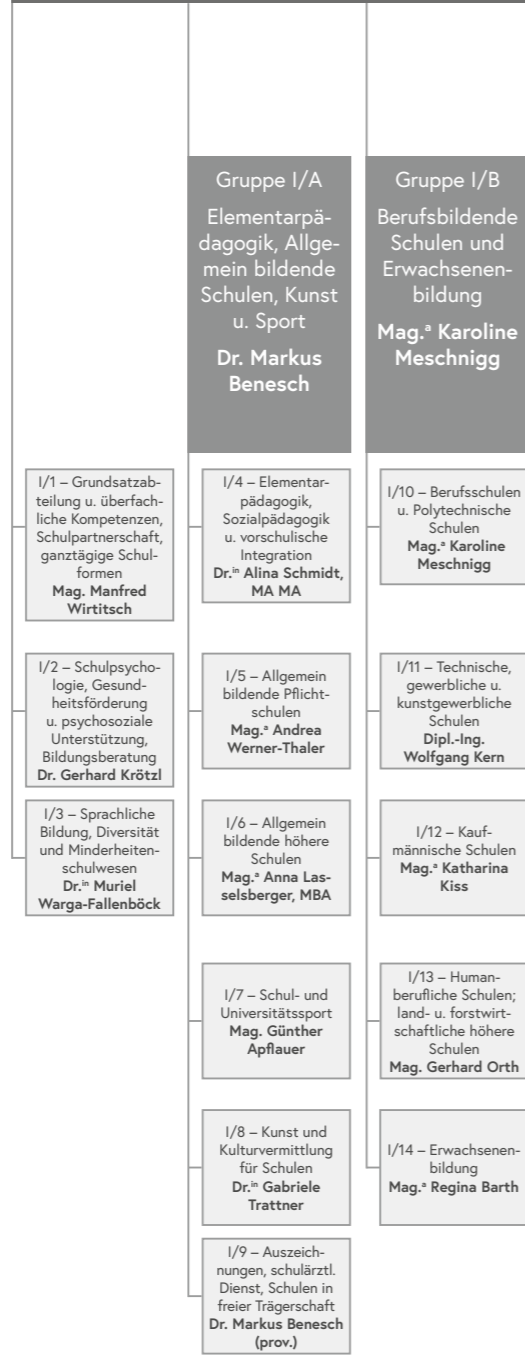 I/1 – Grundsatzab-
teilung u. überfach-
liche Kompetenzen,
Schulpartnerschaft,
ganztägige Schul-
formen
Mag. Manfred
Wirtitsch
I/2 – Schulpsycho-
logie, Gesund-
heitsförderung
u. psychosoziale
Unterstützung,
Bildungsberatung
Dr. Gerhard Krötzl
I/3 – Sprachliche
Bildung, Diversität
und Minderheiten-
schulwesen
Dr.ⁱⁿ Muriel
Warga-Fallenböck
Gruppe I/A
Elementarpä-
dagogik, Allge-
mein bildende
Schulen, Kunst
u. Sport
Dr. Markus
Benesch
I/4 – Elementar-
pädagogik,
Sozialpädagogik
u. vorschulische
Integration
Dr.ⁱⁿ Alina Schmidt,
MA MA
I/5 – Allgemein
bildende Pflicht-
schulen
Mag.ᵃ Andrea
Werner-Thaler
I/6 – Allgemein
bildende höhere
Schulen
Mag.ᵃ Anna Las-
selsberger, MBA
I/7 – Schul- und
Universitätssport
Mag. Günther
Apflauer
I/8 – Kunst und
Kulturvermittlung
für Schulen
Dr.ⁱⁿ Gabriele
Trattner
I/9 – Auszeich-
nungen, schulärztl.
Dienst, Schulen in
freier Trägerschaft
Dr. Markus Benesch
(prov.)
Gruppe I/B
Berufsbildende
Schulen und
Erwachsenen-
bildung
Mag.ᵃ Karoline
Meschnigg
I/10 – Berufsschulen
u. Polytechnische
Schulen
Mag.ᵃ Karoline
Meschnigg
I/11 – Technische,
gewerbliche u.
kunstgewerbliche
Schulen
Dipl.-Ing.
Wolfgang Kern
I/12 – Kauf-
männische Schulen
Mag.ᵃ Katharina
Kiss
I/13 – Human-
berufliche Schulen;
land- u. forstwirt-
schaftliche höhere
Schulen
Mag. Gerhard Orth
I/14 – Erwachsenen-
bildung
Mag.ᵃ Regina Barth